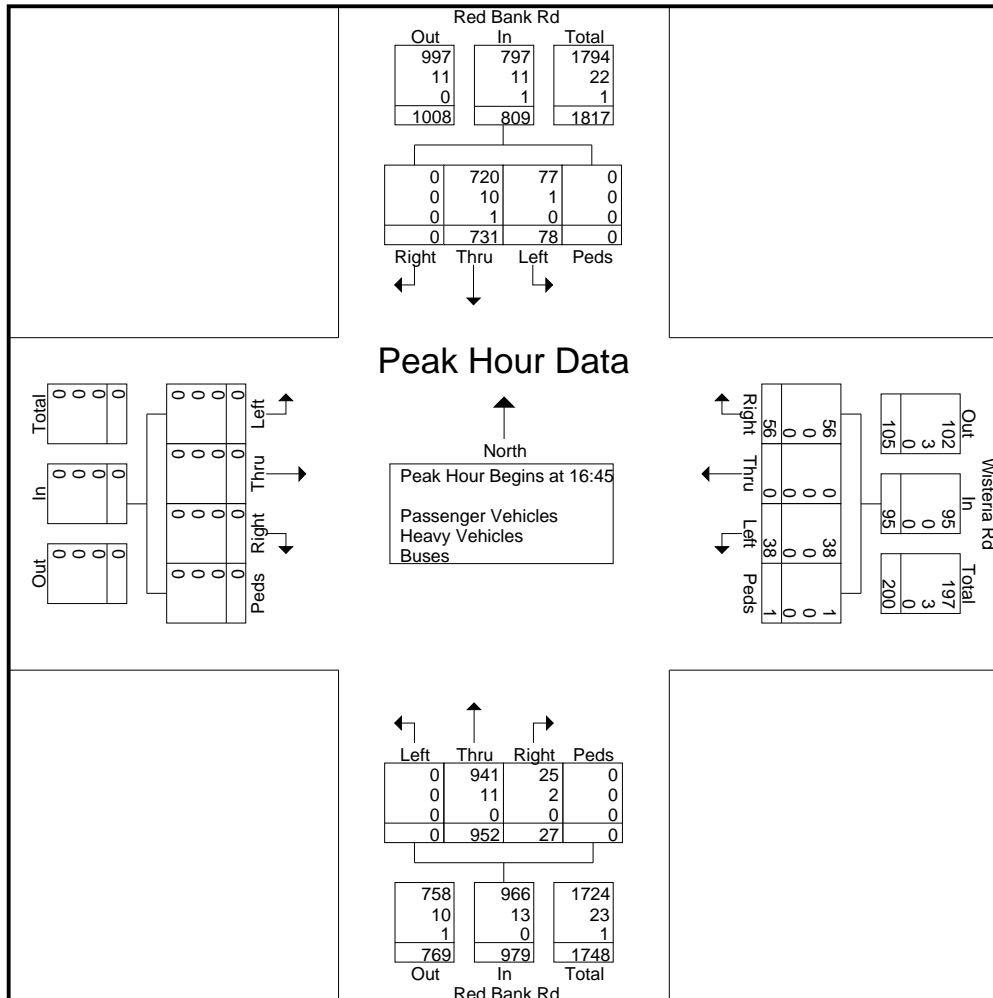 Red Bank Rd
Out In Total
997 797 1794
11 11 22
0 1 1
1008 809 1817
0 720 77 0
0 10 1 0
0 1 0 0
0 731 78 0
Right Thru Left Peds
Peak Hour Data
North
Peak Hour Begins at 16:45
Passenger Vehicles
Heavy Vehicles
Buses
Total In Out
0 0 0
0 0 0
0 0 0
0 0 0
0 0 0 0
0 0 0 0
0 0 0 0
0 0 0 0
Left Thru Right Peds
Right Thru Left Peds
56 0 38 1
0 0 0 0
0 0 0 0
56 0 38 1
Wisteria Rd
Out In Total
102 95 197
3 0 3
0 0 0
105 95 200
Left Thru Right Peds
0 941 25 0
0 11 2 0
0 0 0 0
0 952 27 0
758 966 1724
10 13 23
1 0 1
769 979 1748
Out In Total
Red Bank Rd